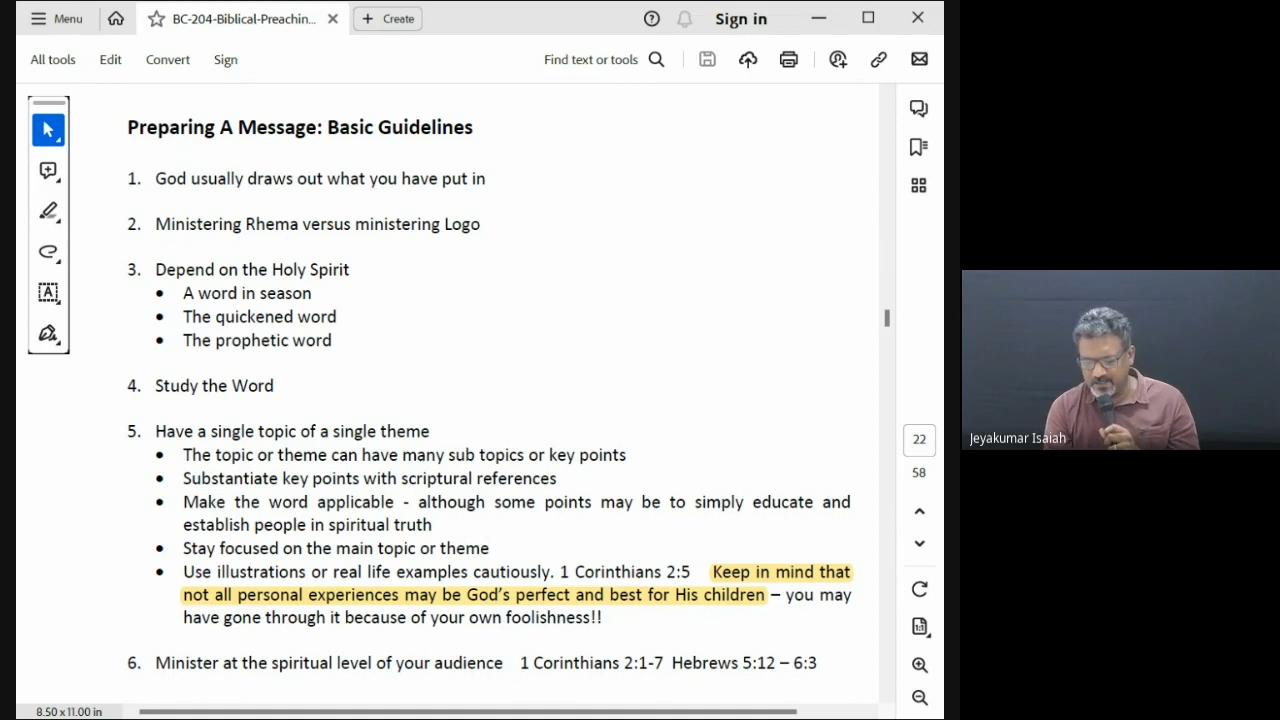 Menu
BC-204-Biblical-Preachin...
Create
Sign in
All tools
Edit
Convert
Sign
Find text or tools
Preparing A Message: Basic Guidelines
1. God usually draws out what you have put in
2. Ministering Rhema versus ministering Logo
3. Depend on the Holy Spirit
• A word in season
• The quickened word
• The prophetic word
4. Study the Word
5. Have a single topic of a single theme
• The topic or theme can have many sub topics or key points
• Substantiate key points with scriptural references
• Make the word applicable - although some points may be to simply educate and
establish people in spiritual truth
• Stay focused on the main topic or theme
• Use illustrations or real life examples cautiously. 1 Corinthians 2:5 Keep in mind that
not all personal experiences may be God's perfect and best for His children – you may
have gone through it because of your own foolishness!!
6. Minister at the spiritual level of your audience 1 Corinthians 2:1-7 Hebrews 5:12 – 6:3
22
58
8.50 x 11.00 in
Jeyakumar Isaiah